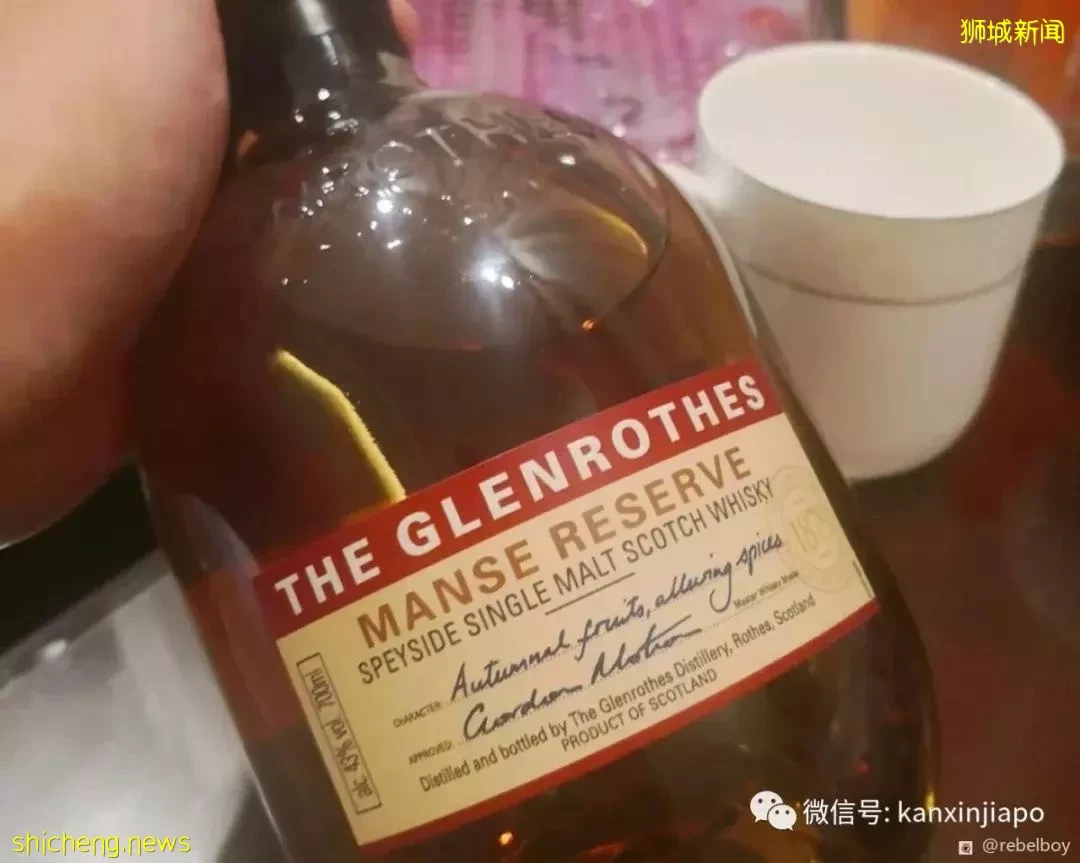 狮城新闻
THE GLENROTHES
MANSE RESERVE
SPEYSIDE SINGLE MALT SCOTCH WHISKY
CHARACTER: Autumnal fruits, alluring spices
Master Whisky Maker
APPROVED: Gordon Motion
Distilled and bottled by The Glenrothes Distillery, Rothes, Scotland
PRODUCT OF SCOTLAND
alc. 43% vol 700ml
微信号: kanxinjiapo
shicheng.news
@rebelboy